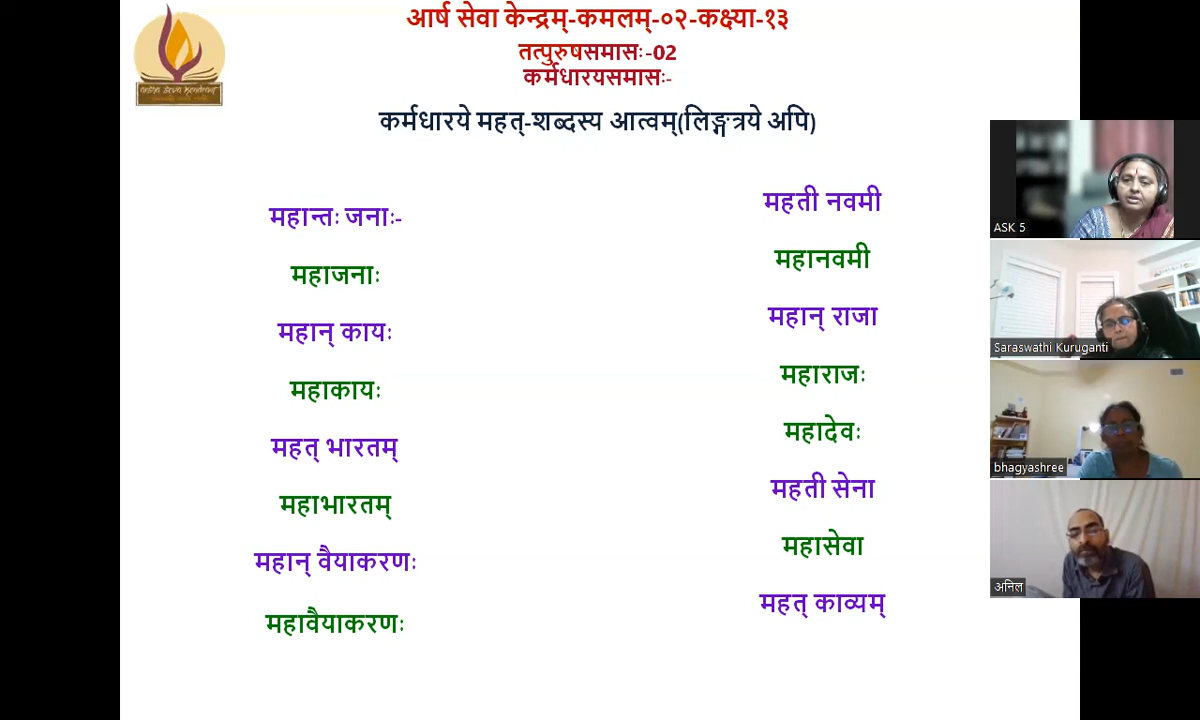 आर्ष सेवा केन्द्रम्-कमलम्-०२-कक्ष्या-१३
तत्पुरुषसमासः-02
कर्मधारयसमासः-
कर्मधारये महत्-शब्दस्य आत्वम्(लिङ्गत्रये अपि)
महान्तः जनाः-
महाजनाः
महान् कायः
महाकायः
महत् भारतम्
महाभारतम्
महान् वैयाकरणः
महावैयाकरणः
महती नवमी
महानवमी
महान् राजा
महाराजः
महादेवः
महती सेना
महासेवा
महत् काव्यम्
ASK 5
Saraswathi Kuruganti
bhagyashree
अनिल